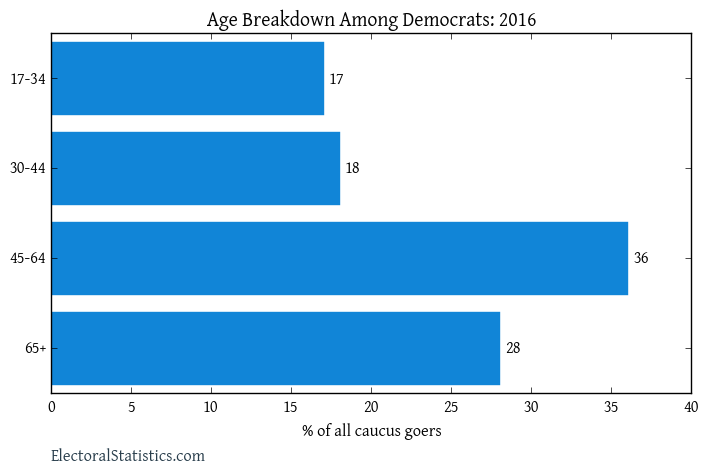 Age Breakdown Among Democrats: 2016
17-34
17
30-44
18
45-64
36
65+
28
0 5 10 15 20 25 30 35 40
% of all caucus goers
ElectoralStatistics.com